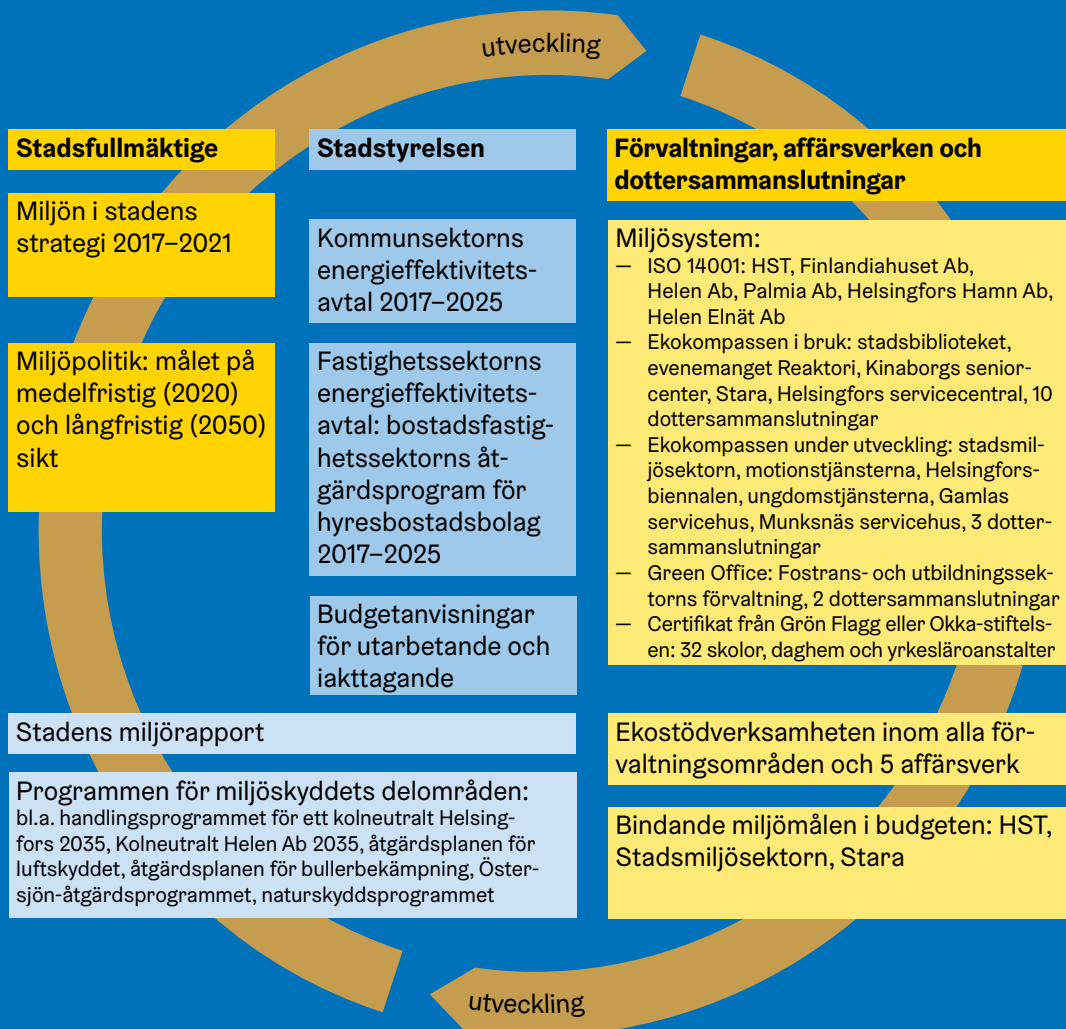 utveckling
Stadsfullmäktige
Miljön i stadens
strategi 2017–2021
Miljöpolitik: målet på
medelfristig (2020)
och långfristig (2050)
sikt
Stadstyrelsen
Kommunsektorns
energieffektivitets-
avtal 2017–2025
Fastighetssektorns
energieffektivitets-
avtal: bostadsfastig-
hetssektorns åt-
gärdsprogram för
hyresbostadsbolag
2017–2025
Budgetanvisningar
för utarbetande och
iakttagande
Stadens miljörapport
Programmen för miljöskyddets delområden:
bl.a. handlingsprogrammet för ett kolneutralt Helsing-
fors 2035, Kolneutralt Helen Ab 2035, åtgärdsplanen för
luftskyddet, åtgärdsplanen för bullerbekämpning, Öster-
sjön-åtgärdsprogrammet, naturskyddsprogrammet
Förvaltningar, affärsverken och
dottersammanslutningar
Miljösystem:
— ISO 14001: HST, Finlandiahuset Ab,
Helen Ab, Palmia Ab, Helsingfors Hamn Ab,
Helen Elnät Ab
— Ekokompassen i bruk: stadsbiblioteket,
evenemanget Reaktori, Kinaborgs senior-
center, Stara, Helsingfors servicecentral, 10
dottersammanslutningar
— Ekokompassen under utveckling: stadsmil-
jösektorn, motionstjänsterna, Helsingfors-
biennalen, ungdomstjänsterna, Gamlas
servicehus, Munksnäs servicehus, 3 dotter-
sammanslutningar
— Green Office: Fostrans- och utbildningssek-
torns förvaltning, 2 dottersammanslutningar
— Certifikat från Grön Flagg eller Okka-stiftels-
en: 32 skolor, daghem och yrkesläroanstalter
Ekostödverksamheten inom alla för-
valtningsområden och 5 affärsverk
Bindande miljömålen i budgeten: HST,
Stadsmiljösektorn, Stara
utveckling